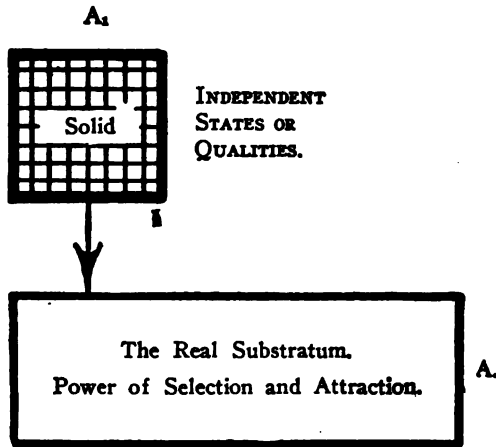 A₁
Solid
INDEPENDENT
STATES OR
QUALITIES.
The Real Substratum.
Power of Selection and Attraction.
A.